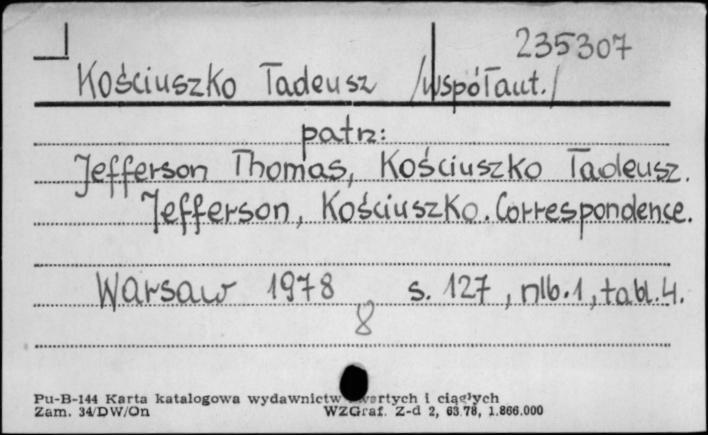 235307
Kościuszko Tadeusz /współaut./
patrz:
Jefferson Thomas, Kościuszko Tadeusz.
Jefferson, Kościuszko. Correspondence.
Warsaw 1978 s. 127, nlb. 1, tabl. 4.
8
Pu-B-144 Karta katalogowa wydawnictw i ciągłych
Zam. 34/DW/On WZGraf. Z-d 2, 63.78, 1.866.000